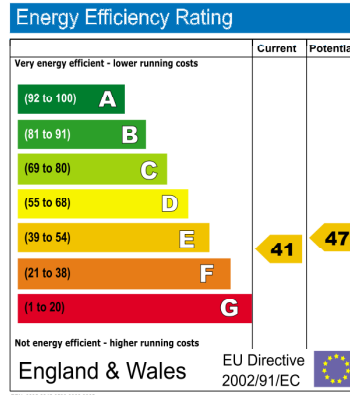 Energy Efficiency Rating
Current Potentia
Very energy efficient - lower running costs
(92 to 100) A
(81 to 91) B
(69 to 80) C
(55 to 68) D
(39 to 54) E
41 47
(21 to 38) F
(1 to 20) G
Not energy efficient - higher running costs
England & Wales
EU Directive
2002/91/EC